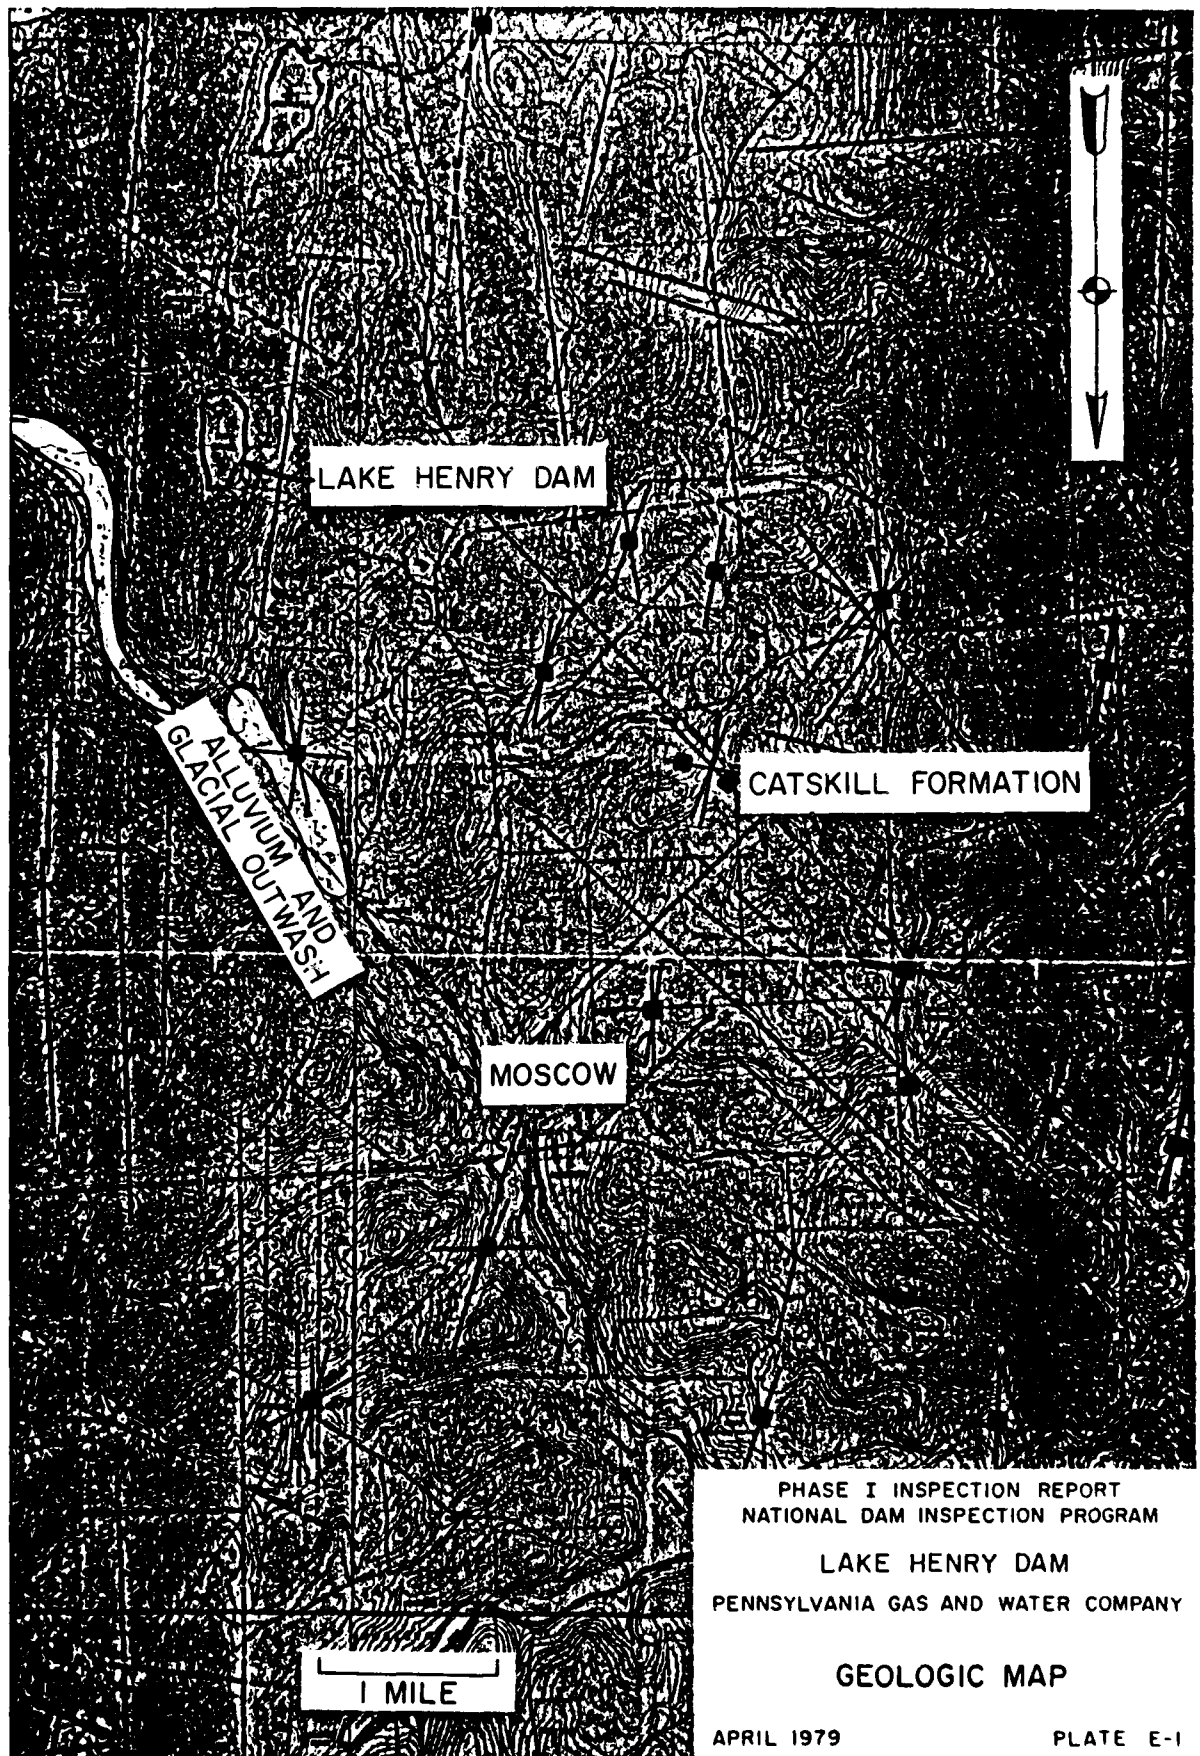 LAKE HENRY DAM
CATSKILL FORMATION
ALLUVIUM AND
GLACIAL OUTWASH
MOSCOW
1 MILE
PHASE I INSPECTION REPORT
NATIONAL DAM INSPECTION PROGRAM
LAKE HENRY DAM
PENNSYLVANIA GAS AND WATER COMPANY
GEOLOGIC MAP
APRIL 1979 PLATE E-1